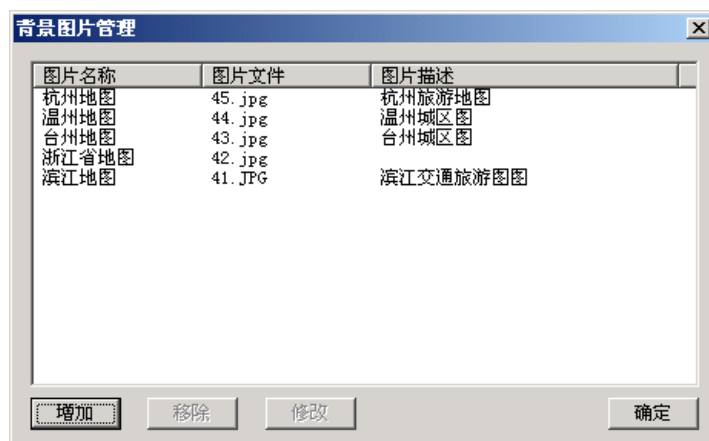 背景图片管理
图片名称 图片文件 图片描述
杭州地图 45.jpg 杭州旅游地图
温州地图 44.jpg 温州城区图
台州地图 43.jpg 台州城区图
浙江省地图 42.jpg
滨江地图 41.JPG 滨江交通旅游图图
增加 移除 修改 确定